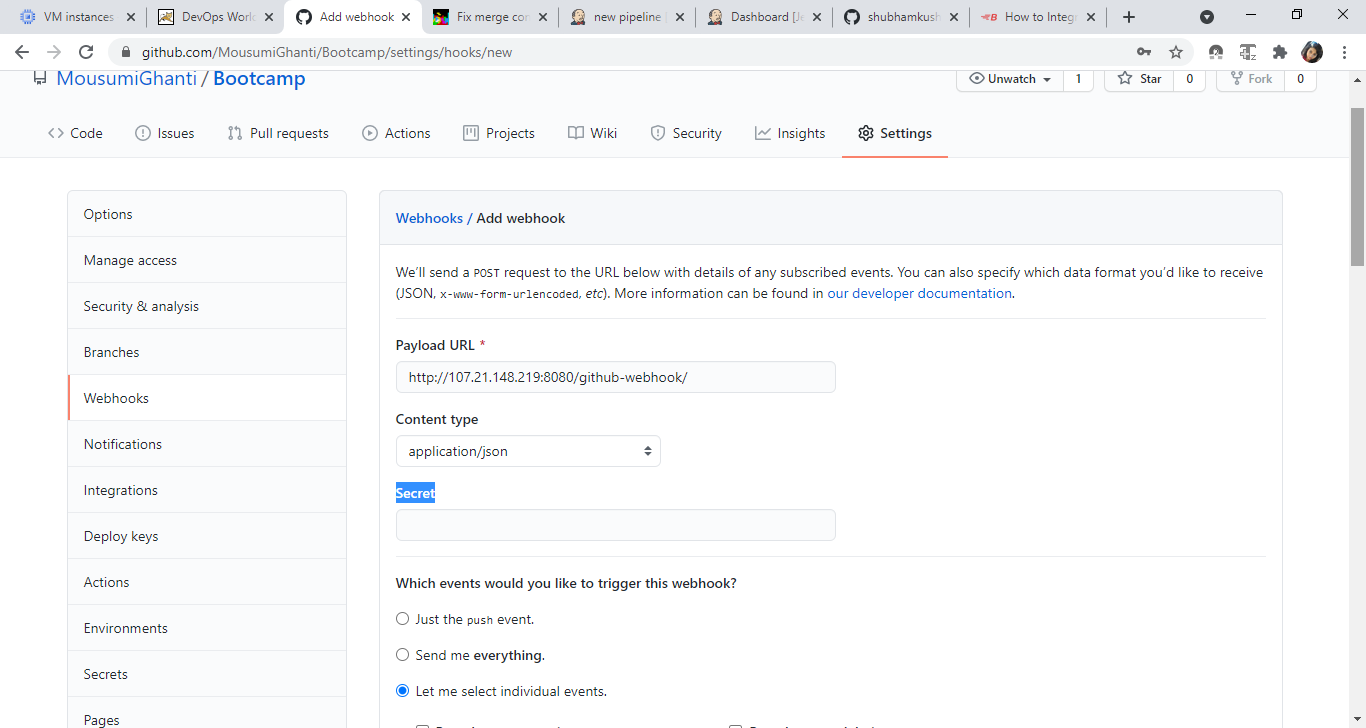 VM instances
DevOps Worl
Add webhook
Fix merge cor
new pipeline
Dashboard [Je
shubhamkush
How to Integr
github.com/MousumiGhanti/Bootcamp/settings/hooks/new
MousumiGhanti / Bootcamp
Unwatch 1
Star 0
Fork 0
Code
Issues
Pull requests
Actions
Projects
Wiki
Security
Insights
Settings
Options
Manage access
Security & analysis
Branches
Webhooks
Notifications
Integrations
Deploy keys
Actions
Environments
Secrets
Pages
Webhooks / Add webhook
We'll send a POST request to the URL below with details of any subscribed events. You can also specify which data format you'd like to receive
(JSON, x-www-form-urlencoded, etc). More information can be found in our developer documentation.
Payload URL *
http://107.21.148.219:8080/github-webhook/
Content type
application/json
Secret
Which events would you like to trigger this webhook?
Just the push event.
Send me everything.
Let me select individual events.